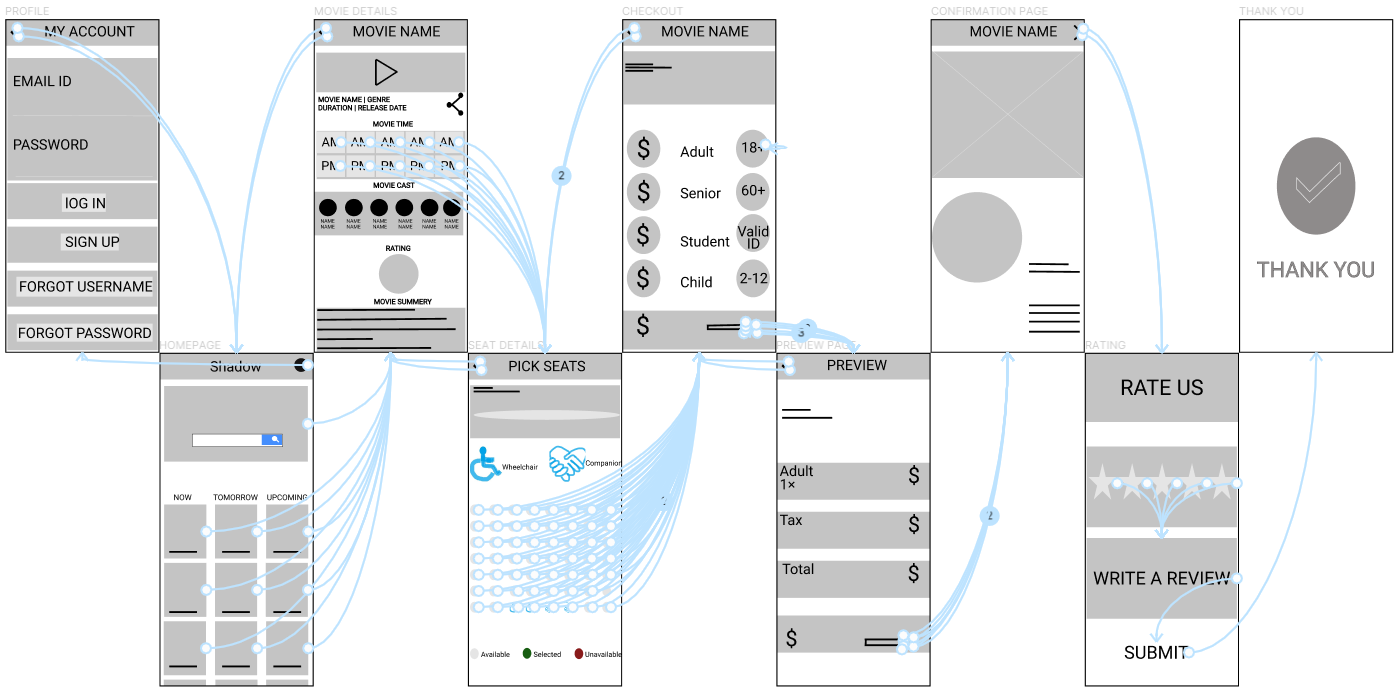 PROFILE
MY ACCOUNT
EMAIL ID
PASSWORD
lOG IN
SIGN UP
FORGOT USERNAME
FORGOT PASSWORD
HOMEPAGE
Shadow
NOW TOMORROW UPCOMING
MOVIE DETAILS
MOVIE NAME
MOVIE NAME | GENRE
DURATION | RELEASE DATE
MOVIE TIME
AM AM AM AM AM
PM PM PM PM PM
MOVIE CAST
NAME NAME NAME NAME NAME NAME
NAME NAME NAME NAME NAME NAME
RATING
MOVIE SUMMERY
SEAT DETAILS
PICK SEATS
Wheelchair Companion
Available Selected Unavailable
CHECKOUT
MOVIE NAME
2
$ Adult 18+
$ Senior 60+
$ Student Valid
ID
$ Child 2-12
$
3
PREVIEW PAGE
PREVIEW
Adult $
1×
Tax $
Total $
$
2
CONFIRMATION PAGE
MOVIE NAME
RATING
RATE US
WRITE A REVIEW
SUBMIT
THANK YOU
THANK YOU